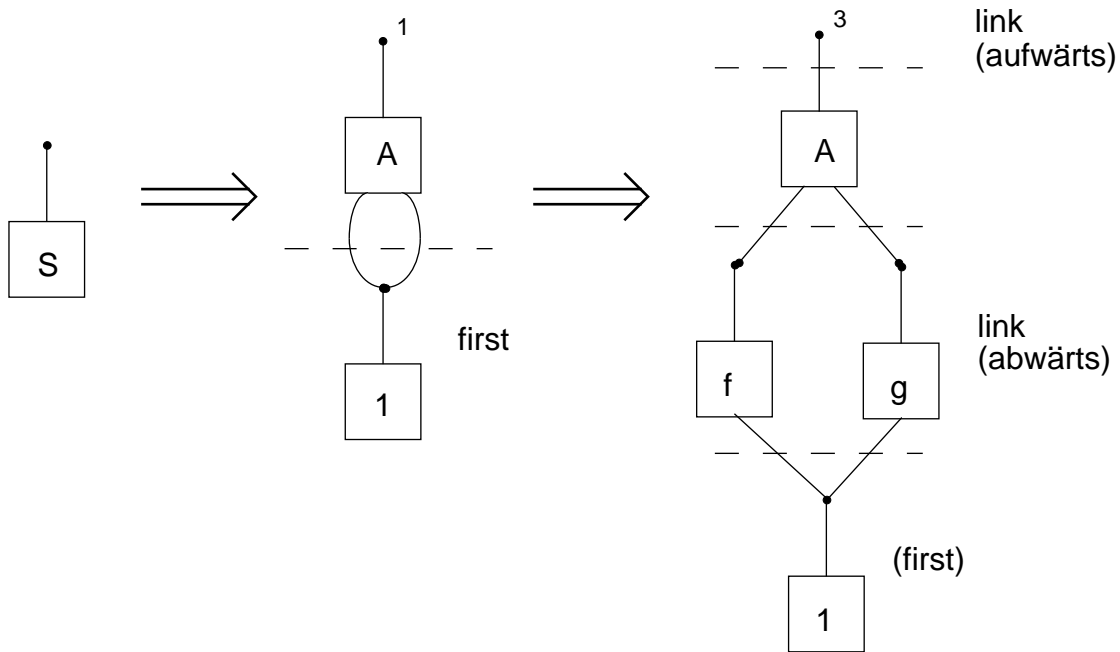 S
1
A
first
1
3
link
(aufwärts)
A
link
(abwärts)
f
g
(first)
1